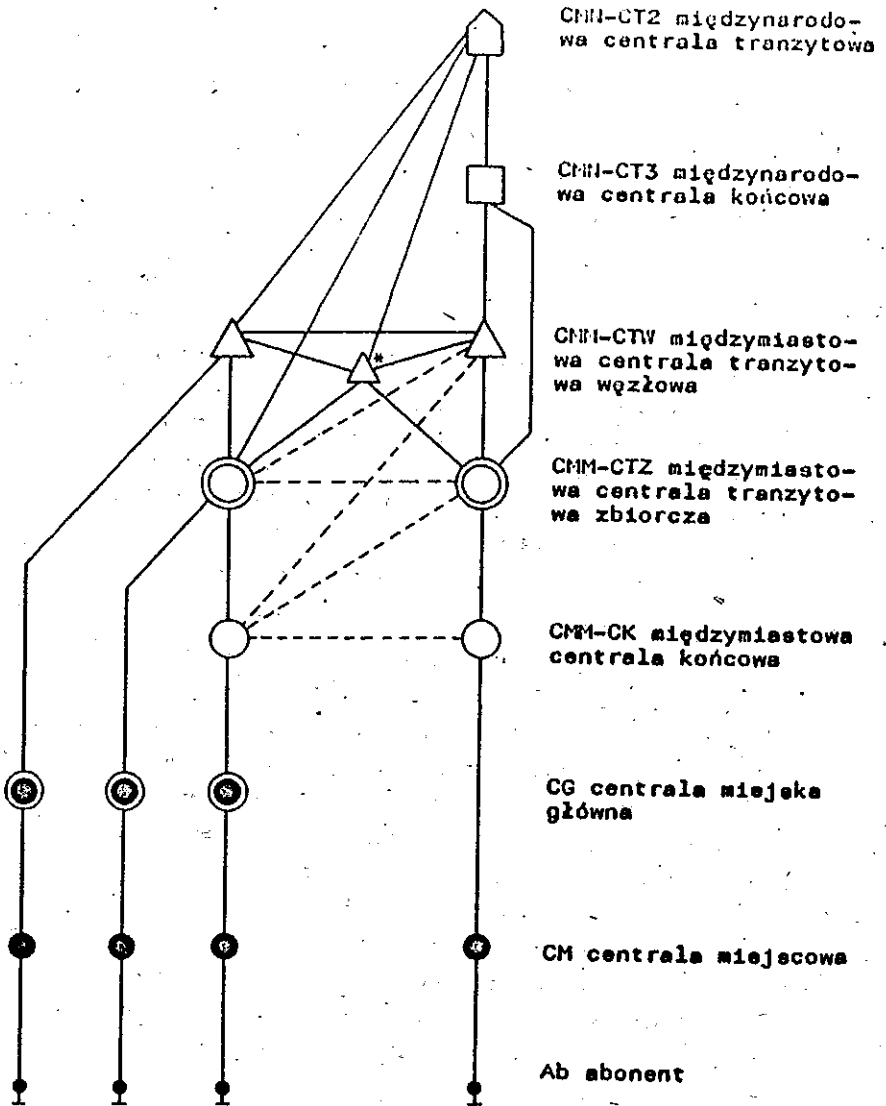 CMN-CT2 międzynarodo-
wa centrala tranzytowa
CMN-CT3 międzynarodo-
wa centrala końcowa
*
CMM-CTW międzymiasto-
wa centrala tranzyto-
wa węzłowa
CMM-CTZ międzymiasto-
wa centrala tranzyto-
wa zbiorcza
CMM-CK międzymiastowa
centrala końcowa
CG centrala miejska
główna
CM centrala miejscowa
Ab abonent